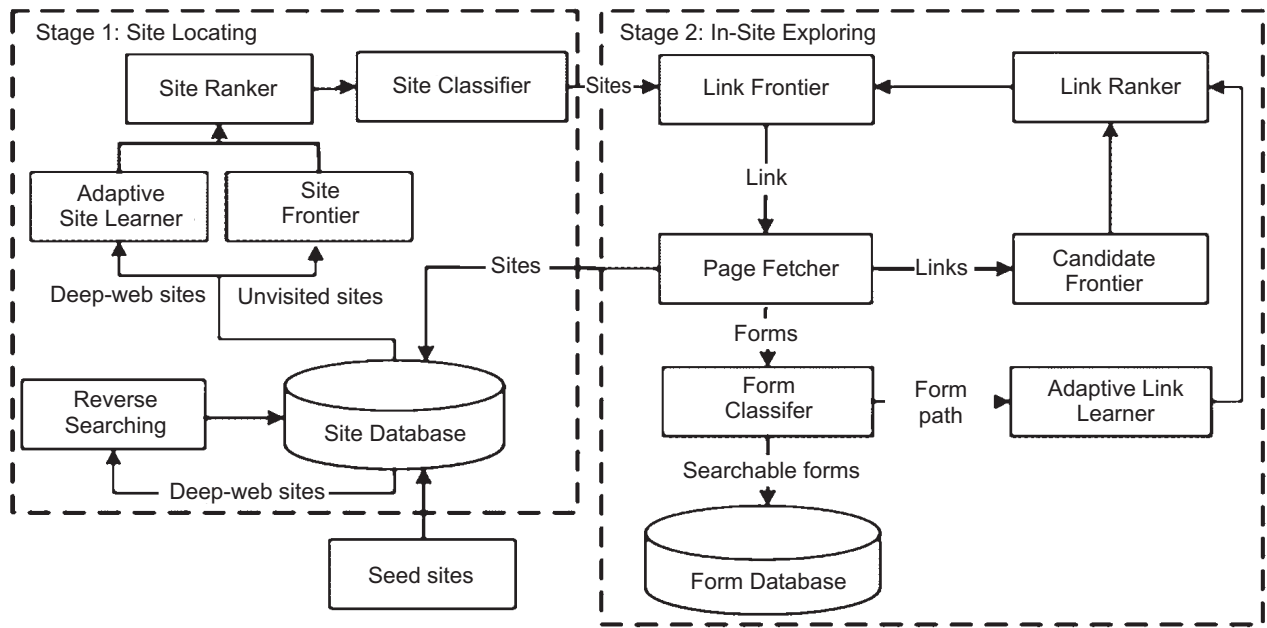 Stage 1: Site Locating
Site Ranker
Site Classifier
Adaptive
Site Learner
Site
Frontier
Deep-web sites
Unvisited sites
Reverse
Searching
Site Database
Deep-web sites
Seed sites
Sites
Sites
Stage 2: In-Site Exploring
Link Frontier
Link Ranker
Link
Page Fetcher
Links
Candidate
Frontier
Forms
Form
Classifer
Form
path
Adaptive Link
Learner
Searchable forms
Form Database